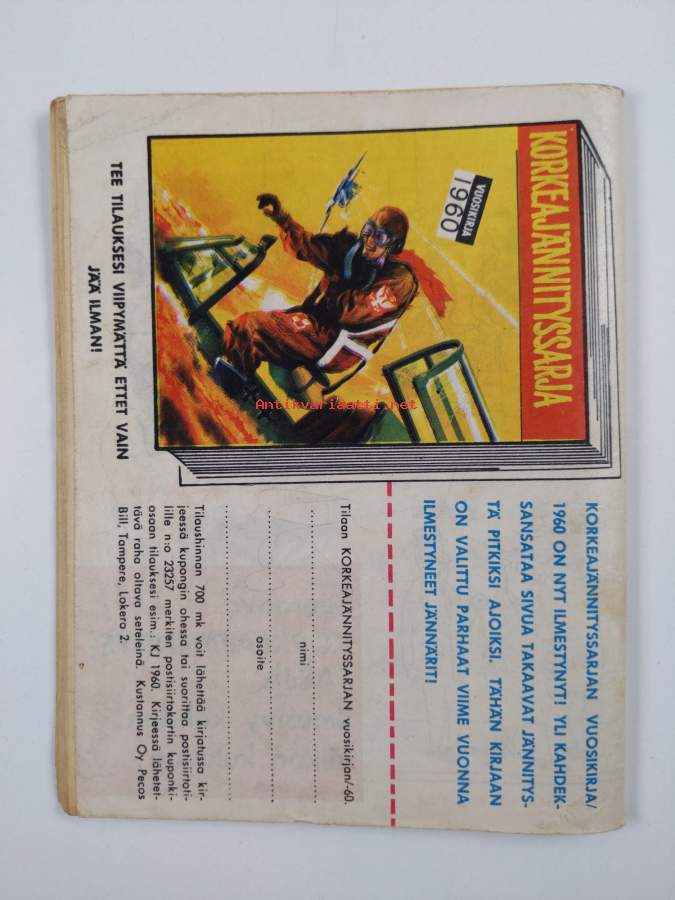 KORKEAJÄNNITYSSARJA
VUOSIKIRJA
1960
TEE TILAUKSESI VIIPYMÄTTÄ ETTET VAIN
JÄÄ ILMAN!
KORKEAJÄNNITYSSARJAN VUOSIKIRJA/
1960 ON NYT ILMESTYNYT! YLI KAHDEK-
SANSATAA SIVUA TAKAAVAT JÄNNITYS-
TÄ PITKIKSI AJOIKSI. TÄHÄN KIRJAAN
ON VALITTU PARHAAT VIIME VUONNA
ILMESTYNEET JÄNNÄRIT!
Tilaan KORKEAJÄNNITYSSARJAN vuosikirjan/-60.
nimi
osoite
Tilaushinnan 700 mk voit lähettää kirjatussa kir-
jeessä kupongin ohessa tai suorittaa postisiirtoti-
lille n:o 23257 merkiten postisiirtokortin kuponki-
osaan tilauksesi esim.: KJ 1960. Kirjeessä lähetet-
tävä raha oltava seteleinä. Kustannus Oy Pecos
Bill, Tampere, Lokero 2.
Antikvariaatti.net